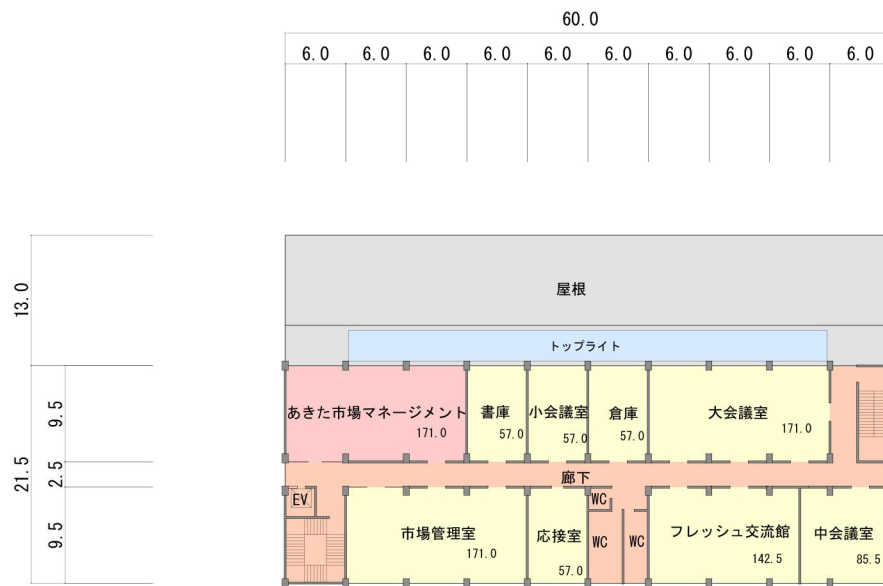 60.0
6.0 6.0 6.0 6.0 6.0 6.0 6.0 6.0 6.0 6.0
13.0
屋根
トップライト
21.5
9.5
あきた市場マネージメント
171.0
書庫
57.0
小会議室
57.0
倉庫
57.0
大会議室
171.0
2.5
廊下
9.5
EV
市場管理室
171.0
応接室
57.0
WC
WC
WC
フレッシュ交流館
142.5
中会議室
85.5